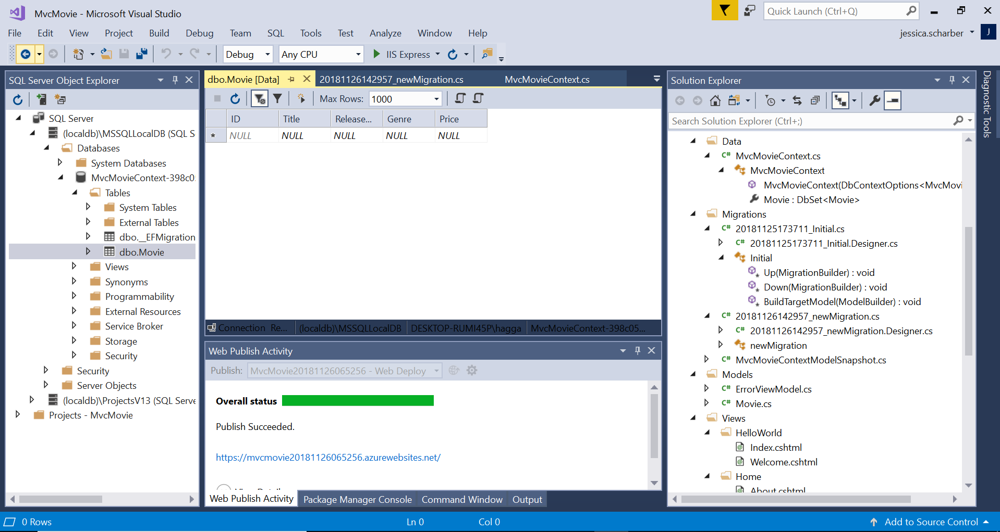 MvcMovie - Microsoft Visual Studio
Quick Launch (Ctrl+Q)
File Edit View Project Build Debug Team SQL Tools Test Analyze Window Help
jessica.scharber J
Debug Any CPU IIS Express
SQL Server Object Explorer
SQL Server
(localdb)\MSSQLLocalDB (SQL S
Databases
System Databases
MvcMovieContext-398c0
Tables
System Tables
External Tables
dbo.__EFMigration
dbo.Movie
Views
Synonyms
Programmability
External Resources
Service Broker
Storage
Security
Security
Server Objects
(localdb)\ProjectsV13 (SQL Serve
Projects - MvcMovie
dbo.Movie [Data] 20181126142957_newMigration.cs MvcMovieContext.cs
Max Rows: 1000
ID Title Release... Genre Price
* NULL NULL NULL NULL NULL
Connection Re... (localdb)\MSSQLLocalDB DESKTOP-RUMI45P\hagga MvcMovieContext-398c05...
Web Publish Activity
Publish: MvcMovie20181126065256 - Web Deploy
Overall status
Publish Succeeded.
https://mvcmovie20181126065256.azurewebsites.net/
Web Publish Activity Package Manager Console Command Window Output
Solution Explorer
Search Solution Explorer (Ctrl+;)
Data
C# MvcMovieContext.cs
MvcMovieContext
MvcMovieContext(DbContextOptions<MvcMovi
Movie : DbSet<Movie>
Migrations
C# 20181125173711_Initial.cs
C# 20181125173711_Initial.Designer.cs
Initial
Up(MigrationBuilder) : void
Down(MigrationBuilder) : void
BuildTargetModel(ModelBuilder) : void
C# 20181126142957_newMigration.cs
C# 20181126142957_newMigration.Designer.cs
newMigration
C# MvcMovieContextModelSnapshot.cs
Models
C# ErrorViewModel.cs
C# Movie.cs
Views
HelloWorld
Index.cshtml
Welcome.cshtml
Home
About.cshtml
Diagnostic Tools
0 Rows Ln 0 Col 0 Add to Source Control